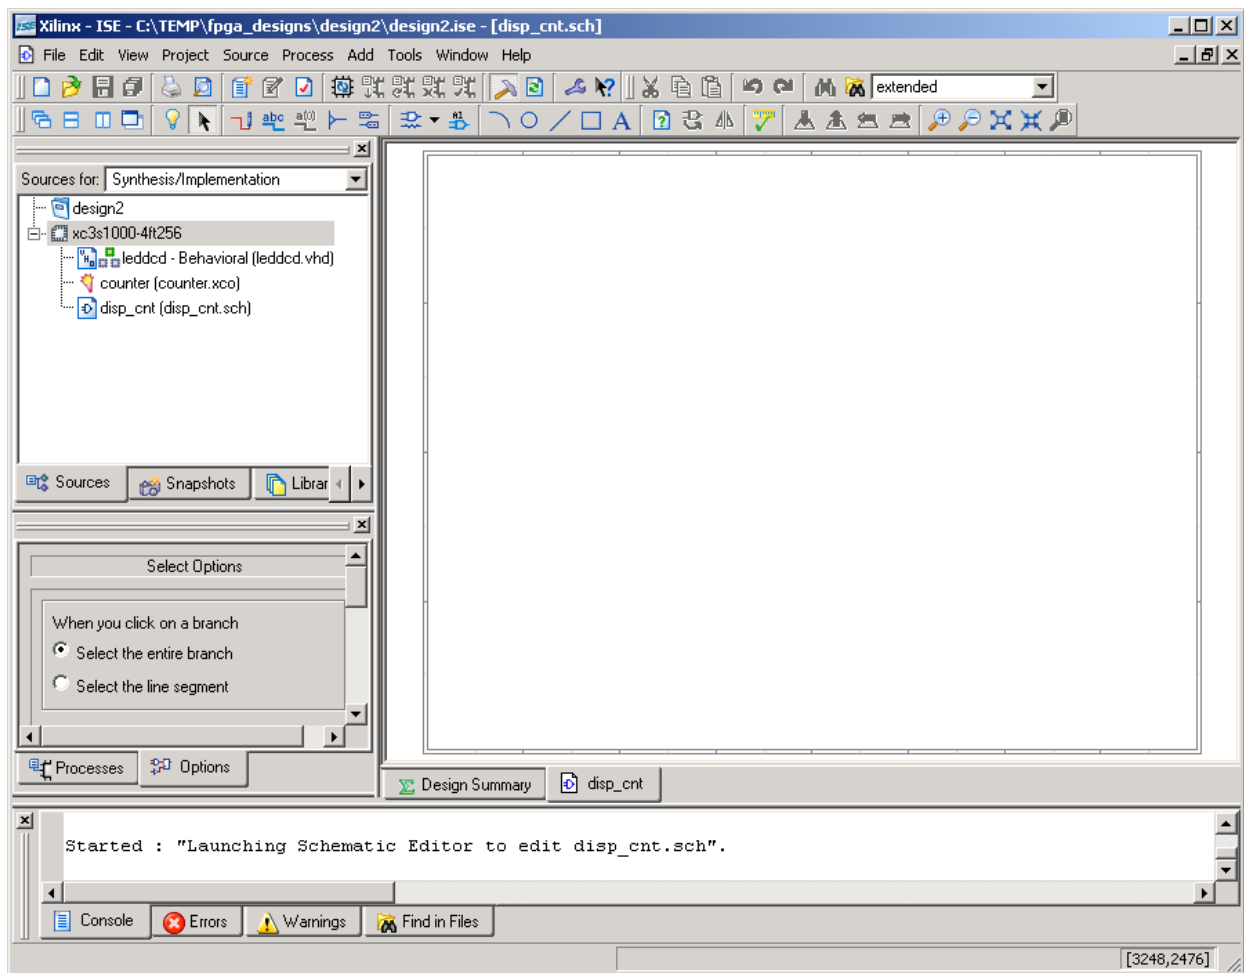 Xilinx - ISE - C:\TEMP\fpga_designs\design2\design2.ise - [disp_cnt.sch]
File Edit View Project Source Process Add Tools Window Help
extended
abc a(0)
A
Sources for: Synthesis/Implementation
design2
xc3s1000-4ft256
leddcd - Behavioral (leddcd.vhd)
counter (counter.xco)
disp_cnt (disp_cnt.sch)
Sources Snapshots Librar
Select Options
When you click on a branch
Select the entire branch
Select the line segment
Processes Options
Design Summary disp_cnt
Started : "Launching Schematic Editor to edit disp_cnt.sch".
Console Errors Warnings Find in Files
[3248,2476]